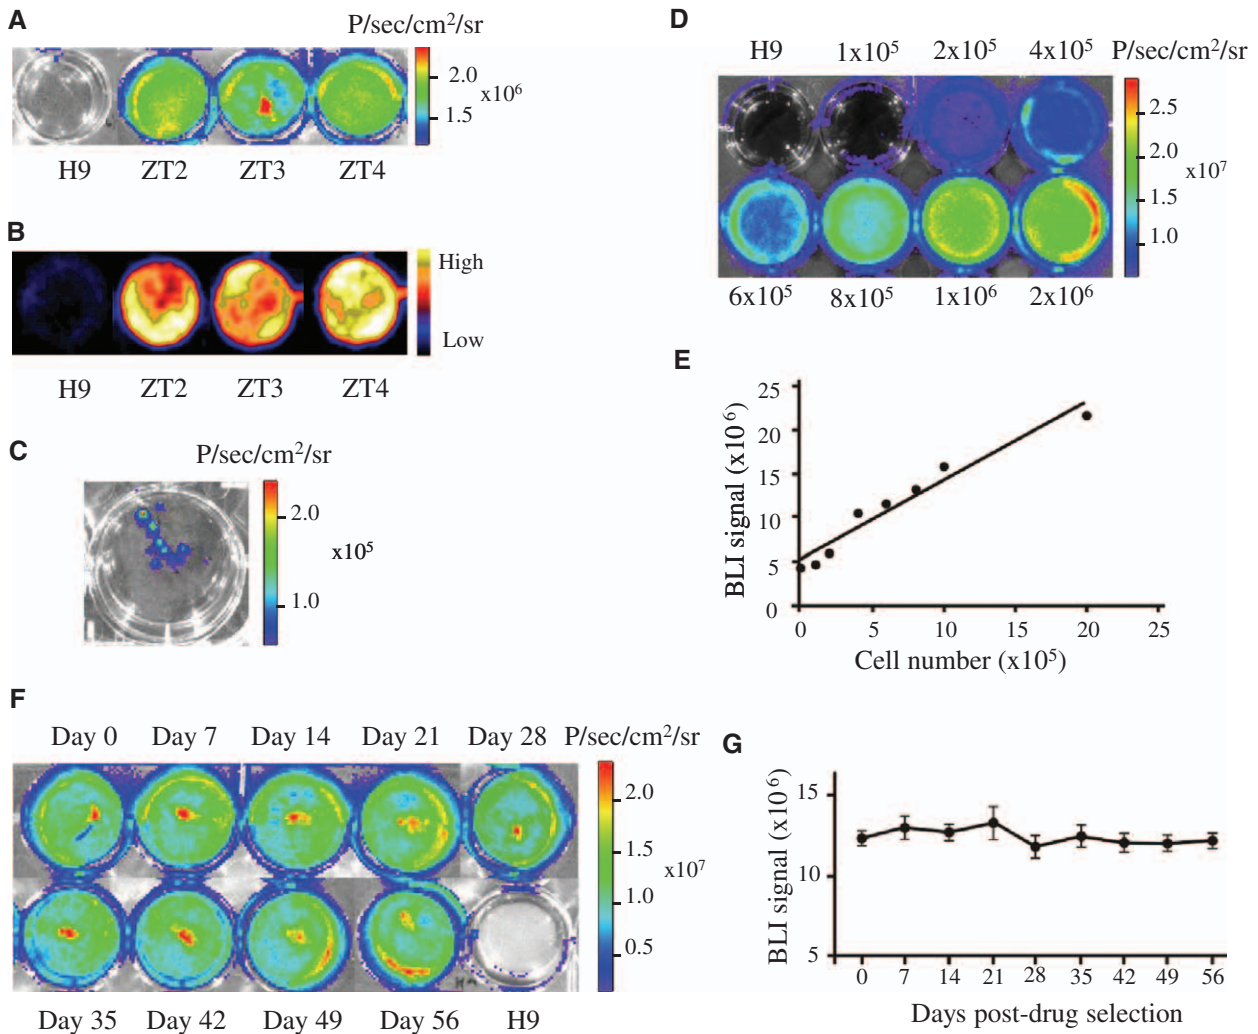 A
P/sec/cm²/sr
2.0
x10⁶
1.5
H9 ZT2 ZT3 ZT4
B
High
Low
H9 ZT2 ZT3 ZT4
C
P/sec/cm²/sr
2.0
x10⁵
1.0
D
H9 1x10⁵ 2x10⁵ 4x10⁵ P/sec/cm²/sr
2.5
2.0
x10⁷
1.5
1.0
6x10⁵ 8x10⁵ 1x10⁶ 2x10⁶
E
BLI signal (x10⁶)
25
20
15
10
5
0
0 5 10 15 20 25
Cell number (x10⁵)
F
Day 0 Day 7 Day 14 Day 21 Day 28 P/sec/cm²/sr
2.0
x10⁷
1.0
0.5
Day 35 Day 42 Day 49 Day 56 H9
G
BLI signal (x10⁶)
15
10
5
0 7 14 21 28 35 42 49 56
Days post-drug selection